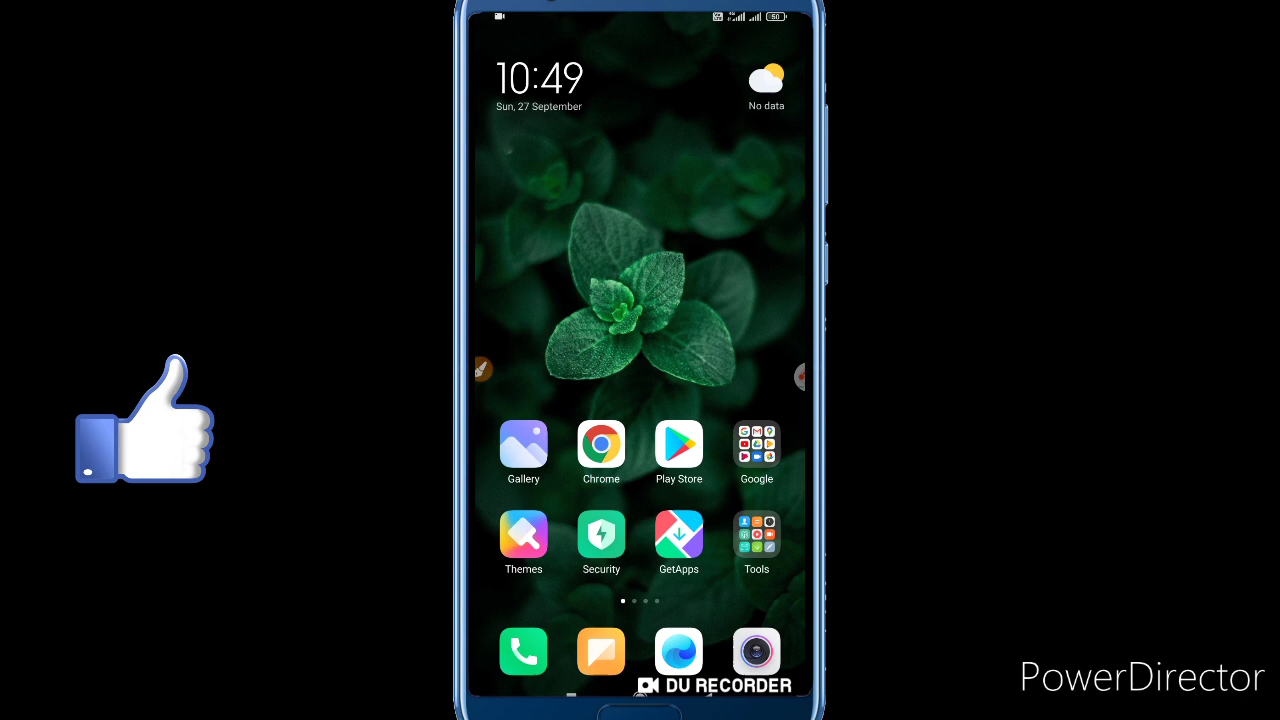 50
10:49
Sun, 27 September
No data
Gallery
Chrome
Play Store
Google
Themes
Security
GetApps
Tools
DU RECORDER
PowerDirector